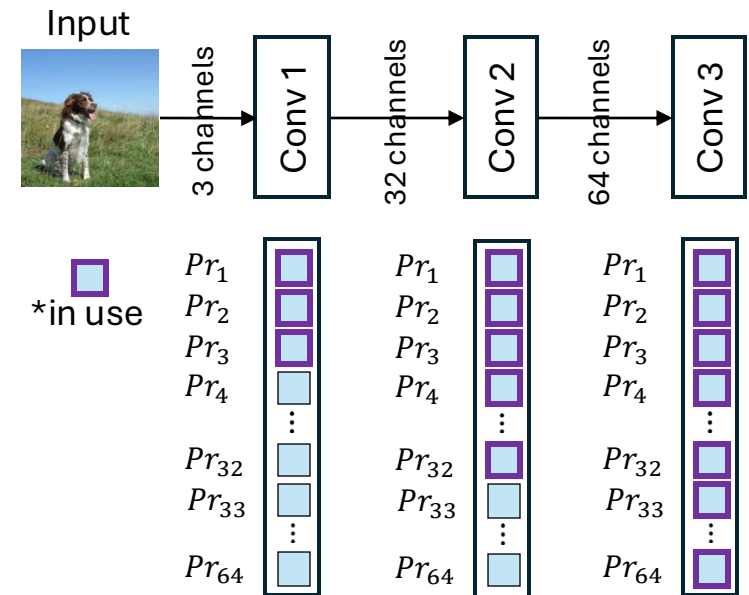 Input
3 channels
Conv 1
32 channels
Conv 2
64 channels
Conv 3
*in use
Pr₁
Pr₂
Pr₃
Pr₄
⋮
Pr₃₂
Pr₃₃
⋮
Pr₆₄
Pr₁
Pr₂
Pr₃
Pr₄
⋮
Pr₃₂
Pr₃₃
⋮
Pr₆₄
Pr₁
Pr₂
Pr₃
Pr₄
⋮
Pr₃₂
Pr₃₃
⋮
Pr₆₄